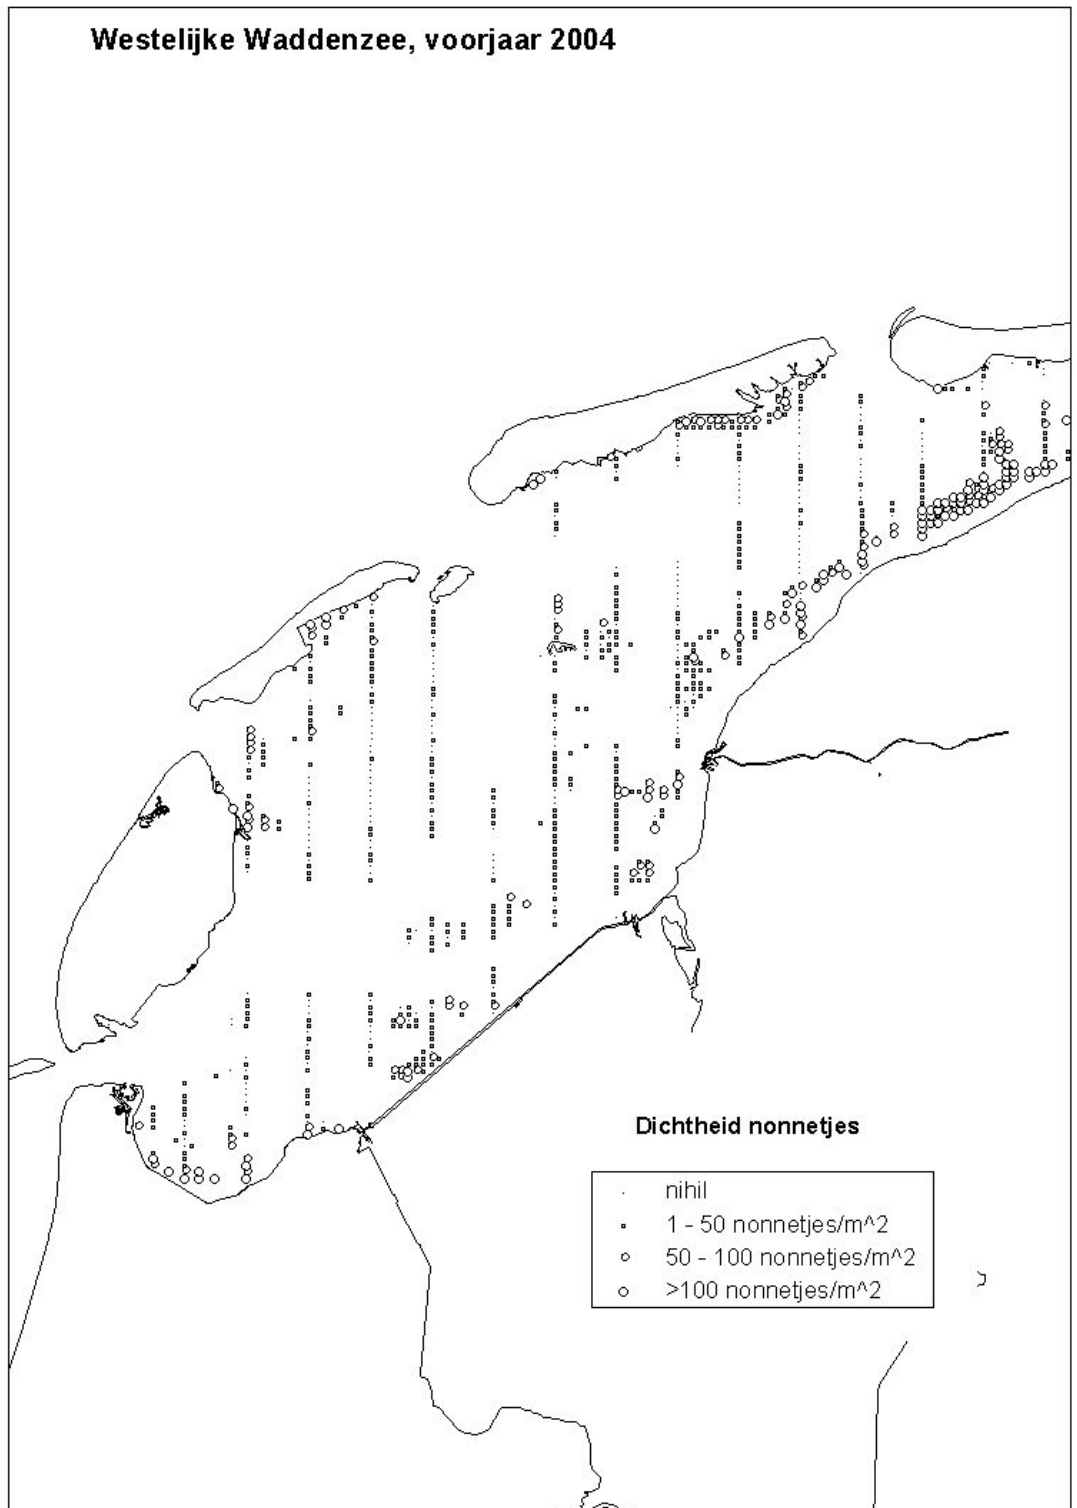 Westelijke Waddenzee, voorjaar 2004
Dichtheid nonnetjes
nihil
1 - 50 nonnetjes/m^2
50 - 100 nonnetjes/m^2
>100 nonnetjes/m^2